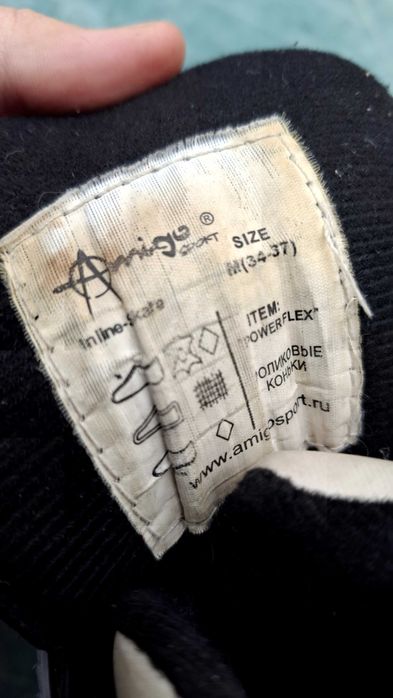 Amigo®
SPORT
Inline-Skate
SIZE
M(34-37)
ITEM:
"POWERFLEX"
РОЛИКОВЫЕ
КОНЬКИ
www.amigosport.ru